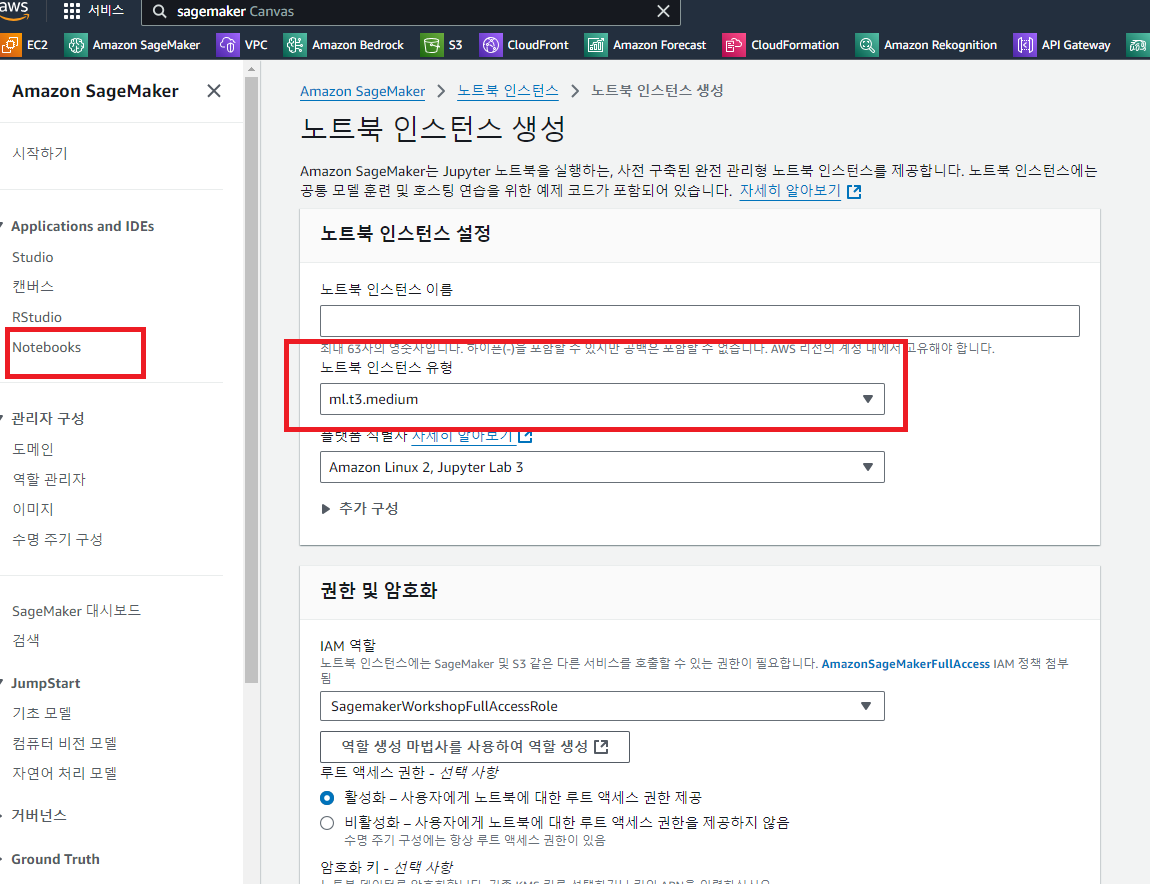 aws
서비스
sagemaker Canvas
EC2
Amazon SageMaker
VPC
Amazon Bedrock
S3
CloudFront
Amazon Forecast
CloudFormation
Amazon Rekognition
API Gateway
Amazon SageMaker
시작하기
Applications and IDEs
Studio
캔버스
RStudio
Notebooks
관리자 구성
도메인
역할 관리자
이미지
수명 주기 구성
SageMaker 대시보드
검색
JumpStart
기초 모델
컴퓨터 비전 모델
자연어 처리 모델
거버넌스
Ground Truth
Amazon SageMaker > 노트북 인스턴스 > 노트북 인스턴스 생성
노트북 인스턴스 생성
Amazon SageMaker는 Jupyter 노트북을 실행하는, 사전 구축된 완전 관리형 노트북 인스턴스를 제공합니다. 노트북 인스턴스에는
공통 모델 훈련 및 호스팅 연습을 위한 예제 코드가 포함되어 있습니다. 자세히 알아보기
노트북 인스턴스 설정
노트북 인스턴스 이름
최대 63자의 영숫자입니다. 하이픈(-)을 포함할 수 있지만 공백은 포함할 수 없습니다. AWS 리전의 계정 내에서 고유해야 합니다.
노트북 인스턴스 유형
ml.t3.medium
플랫폼 식별자 자세히 알아보기
Amazon Linux 2, Jupyter Lab 3
추가 구성
권한 및 암호화
IAM 역할
노트북 인스턴스에는 SageMaker 및 S3 같은 다른 서비스를 호출할 수 있는 권한이 필요합니다. AmazonSageMakerFullAccess IAM 정책 첨부
됨
SagemakerWorkshopFullAccessRole
역할 생성 마법사를 사용하여 역할 생성
루트 액세스 권한 - 선택 사항
활성화 – 사용자에게 노트북에 대한 루트 액세스 권한 제공
비활성화 – 사용자에게 노트북에 대한 루트 액세스 권한을 제공하지 않음
수명 주기 구성에는 항상 루트 액세스 권한이 있음
암호화 키 - 선택 사항